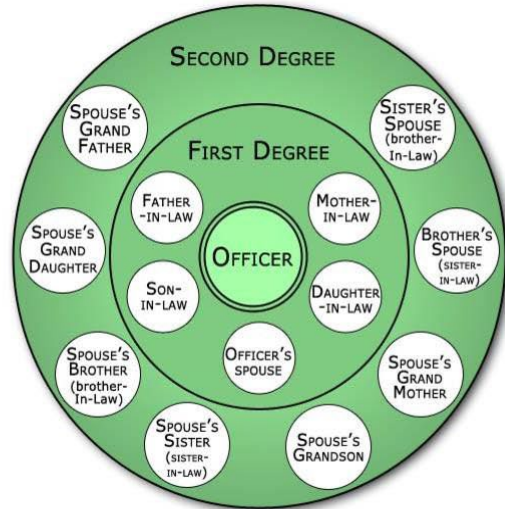 SECOND DEGREE
SPOUSE'S
GRAND
FATHER
SISTER'S
SPOUSE
(brother-
In-Law)
FIRST DEGREE
FATHER
-IN-LAW
MOTHER-
IN-LAW
SPOUSE'S
GRAND
DAUGHTER
OFFICER
BROTHER'S
SPOUSE
(SISTER-
IN-LAW)
SON-
IN-LAW
DAUGHTER
-IN-LAW
SPOUSE'S
BROTHER
(brother-
In-Law)
OFFICER'S
SPOUSE
SPOUSE'S
GRAND
MOTHER
SPOUSE'S
SISTER
(SISTER-
IN-LAW)
SPOUSE'S
GRANDSON